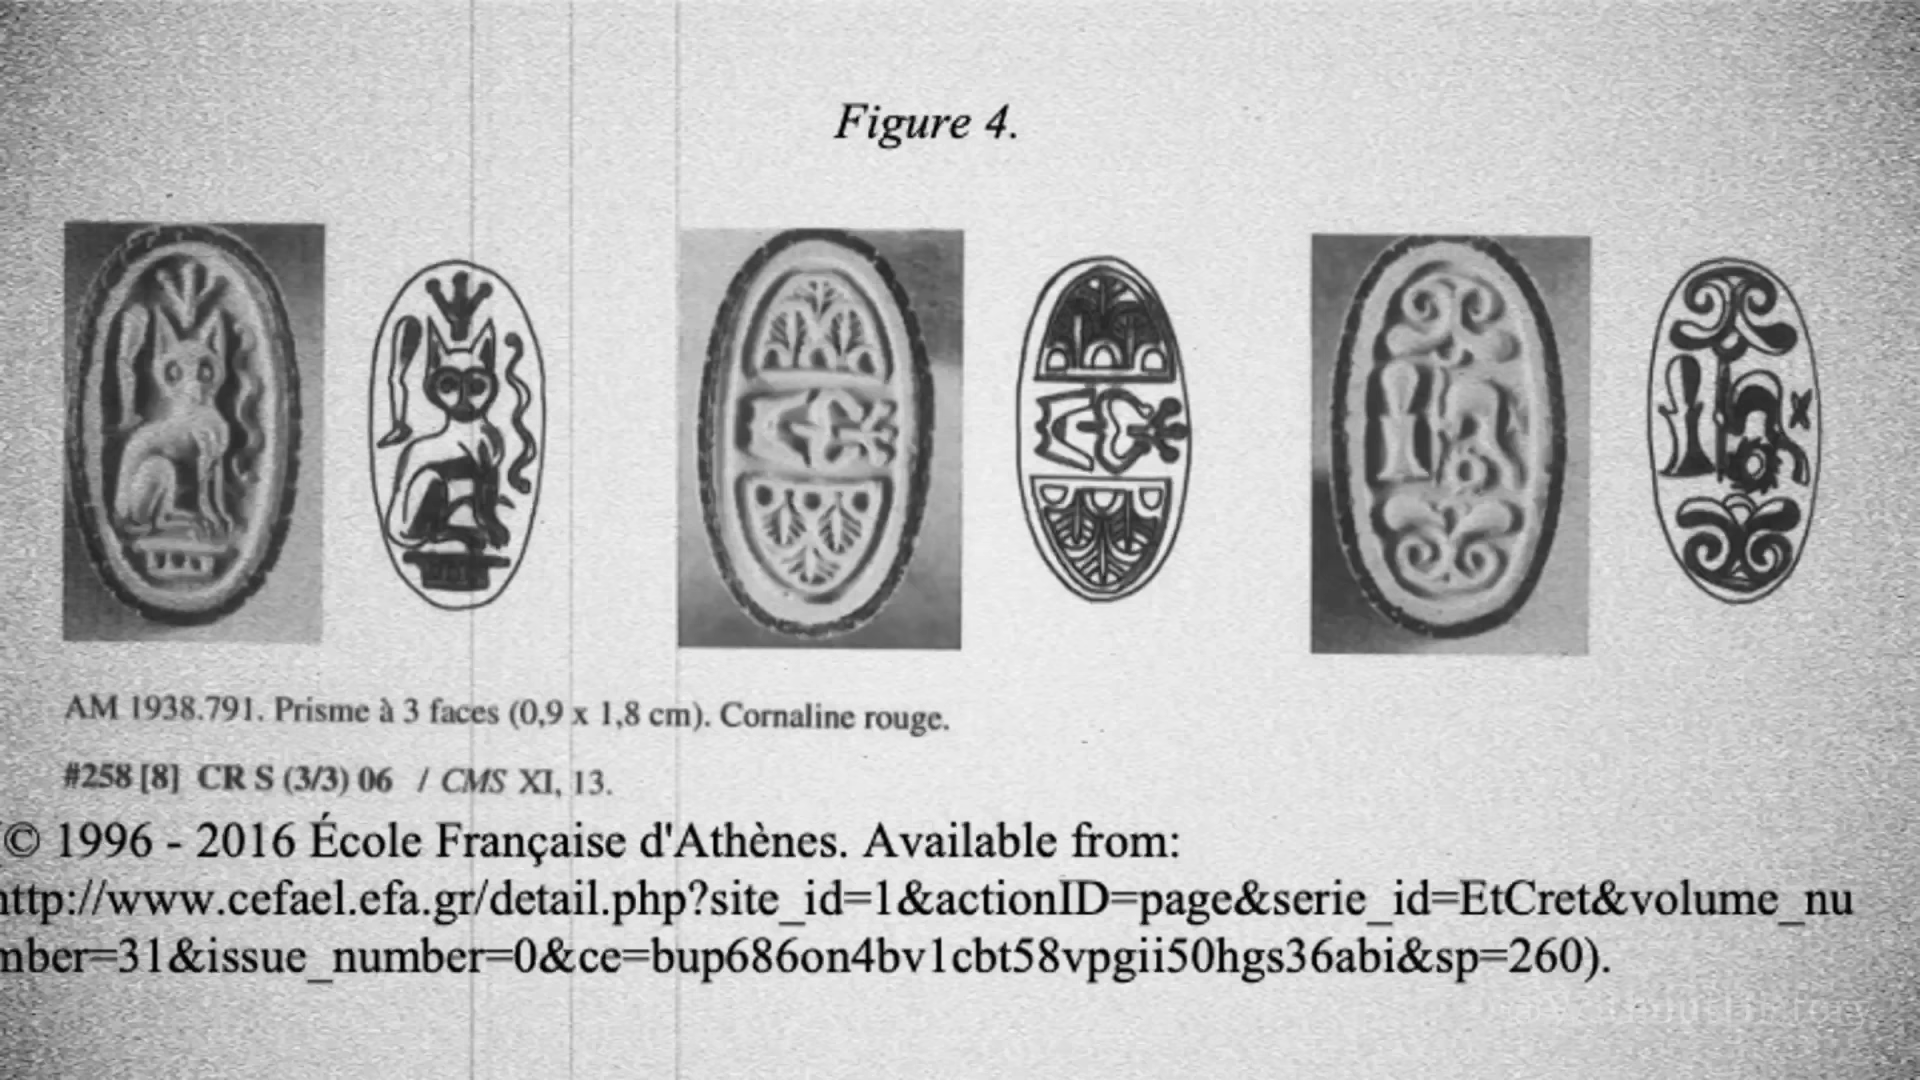 Figure 4.
AM 1938.791. Prisme à 3 faces (0,9 x 1,8 cm). Cornaline rouge.
#258 [8] CR S (3/3) 06 / CMS XI, 13.
© 1996 - 2016 École Française d'Athènes. Available from:
http://www.cefael.efa.gr/detail.php?site_id=1&actionID=page&serie_id=EtCret&volume_nu
mber=31&issue_number=0&ce=bup686on4bv1cbt58vpgii50hgs36abi&sp=260).